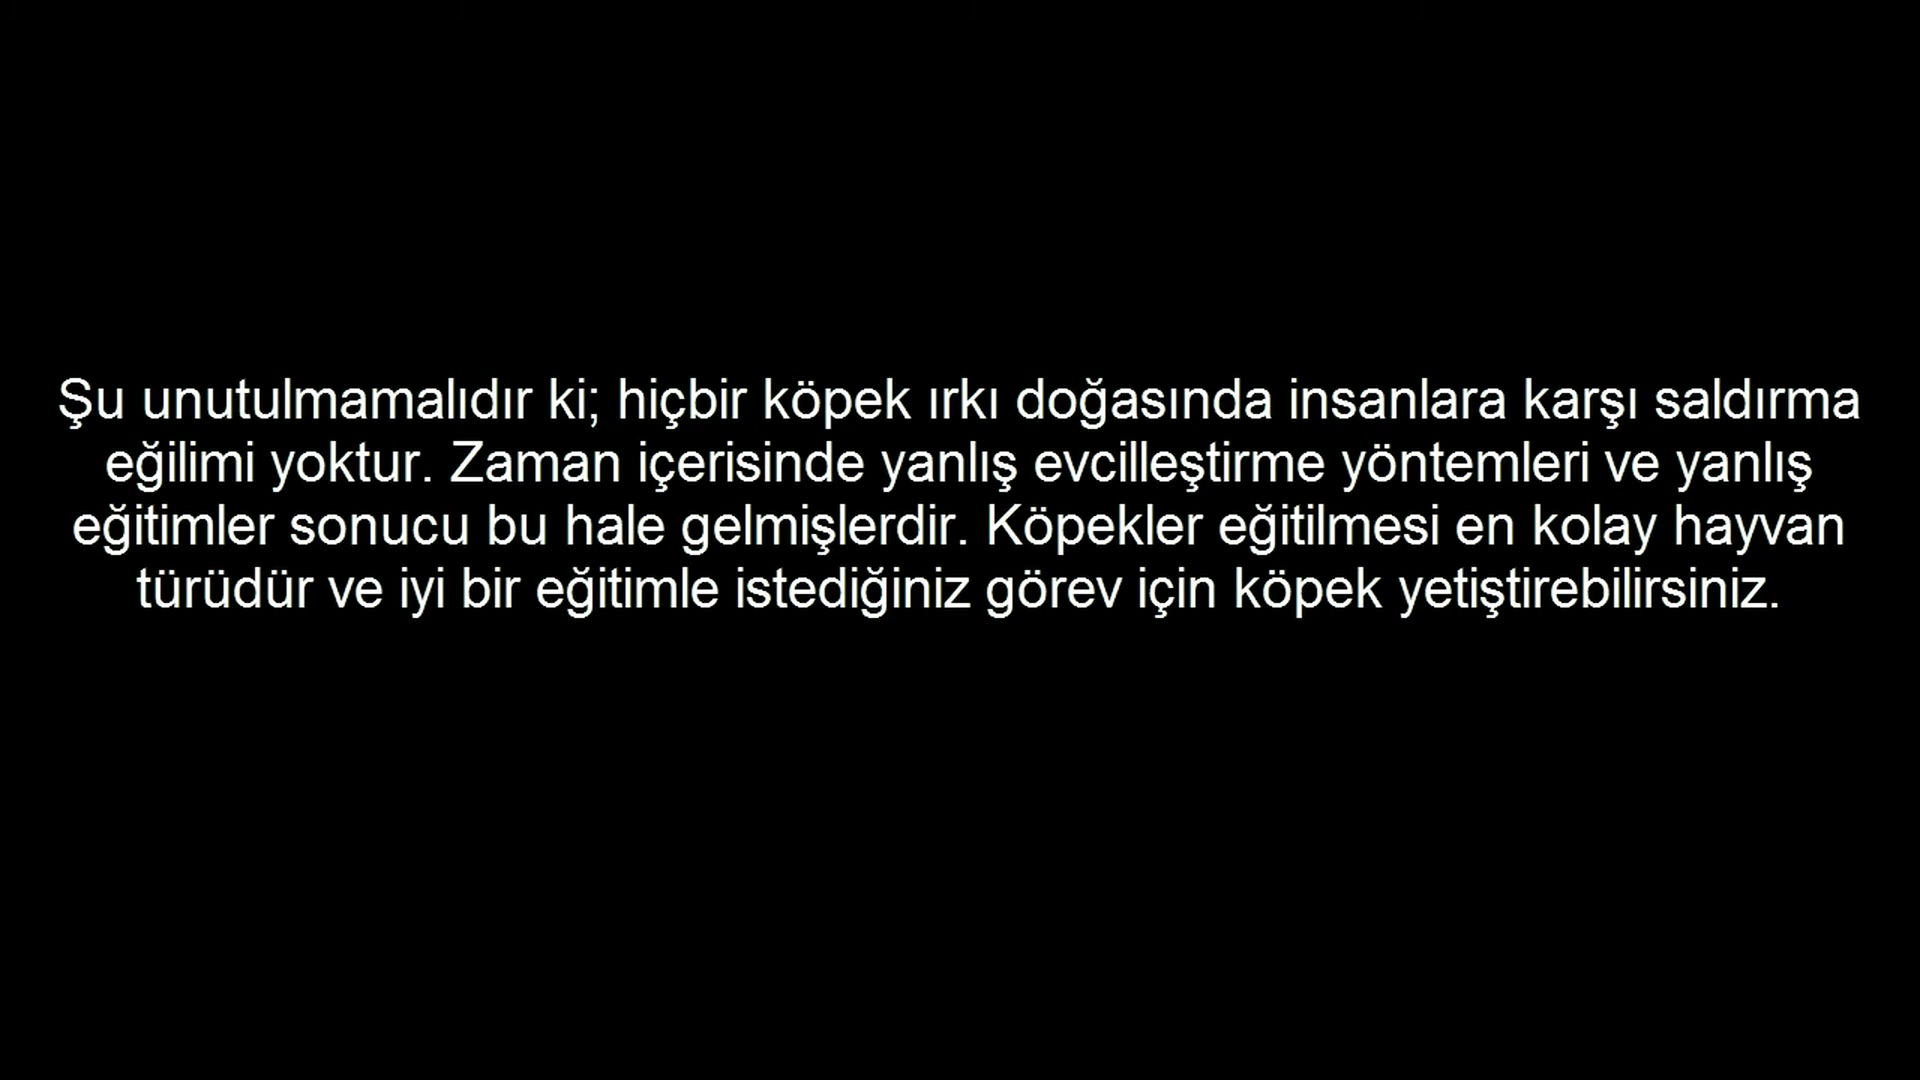 Şu unutulmamalıdır ki; hiçbir köpek ırkı doğasında insanlara karşı saldırma
eğilimi yoktur. Zaman içerisinde yanlış evcilleştirme yöntemleri ve yanlış
eğitimler sonucu bu hale gelmişlerdir. Köpekler eğitilmesi en kolay hayvan
türüdür ve iyi bir eğitimle istediğiniz görev için köpek yetiştirebilirsiniz.